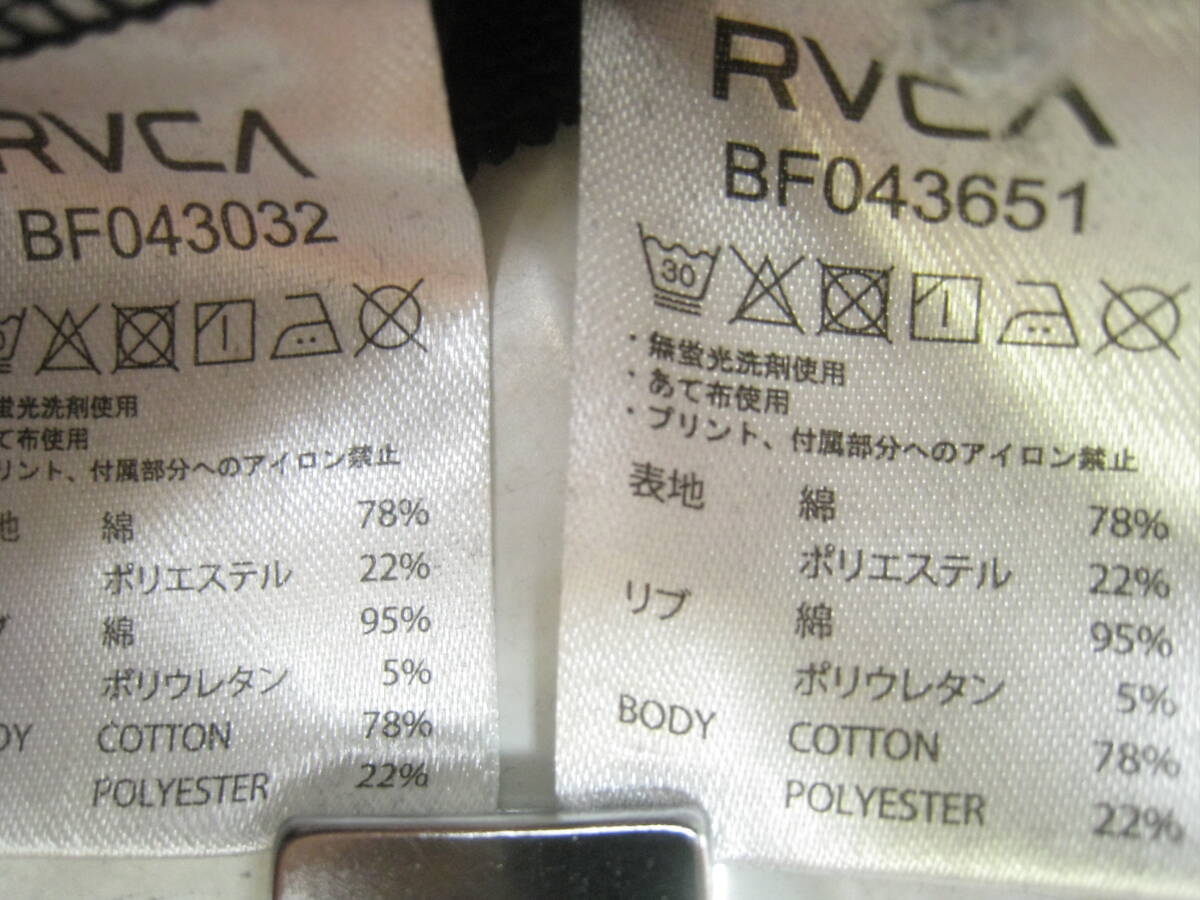 RVCA
BF043032
蛍光洗剤使用
て布使用
リント、付属部分へのアイロン禁止
地 綿 78%
ポリエステル 22%
ブ 綿 95%
ポリウレタン 5%
DY COTTON 78%
POLYESTER 22%
RVCA
BF043651
30
・無蛍光洗剤使用
・あて布使用
・プリント、付属部分へのアイロン禁止
表地 綿 78%
ポリエステル 22%
リブ 綿 95%
ポリウレタン 5%
BODY COTTON 78%
POLYESTER 22%